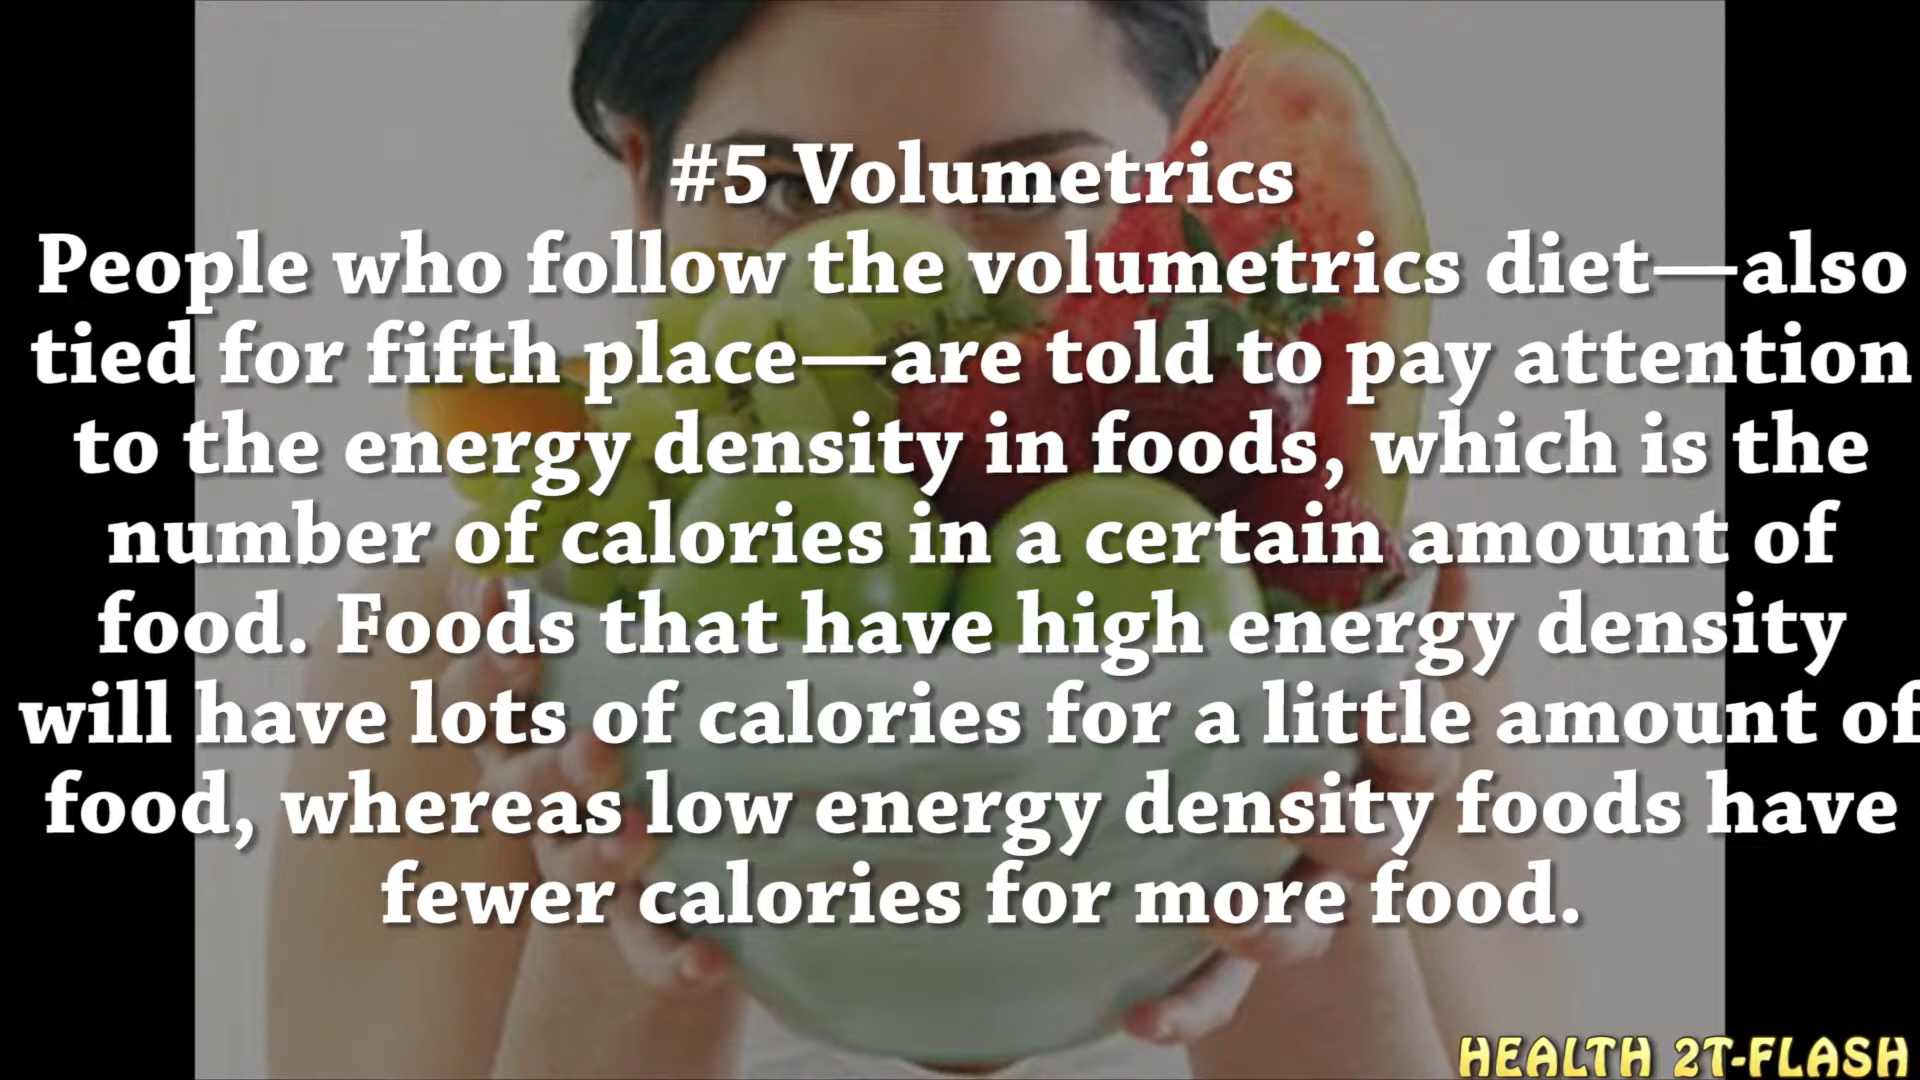 #5 Volumetrics
People who follow the volumetrics diet—also
tied for fifth place—are told to pay attention
to the energy density in foods, which is the
number of calories in a certain amount of
food. Foods that have high energy density
will have lots of calories for a little amount of
food, whereas low energy density foods have
fewer calories for more food.
HEALTH 2T-FLASH